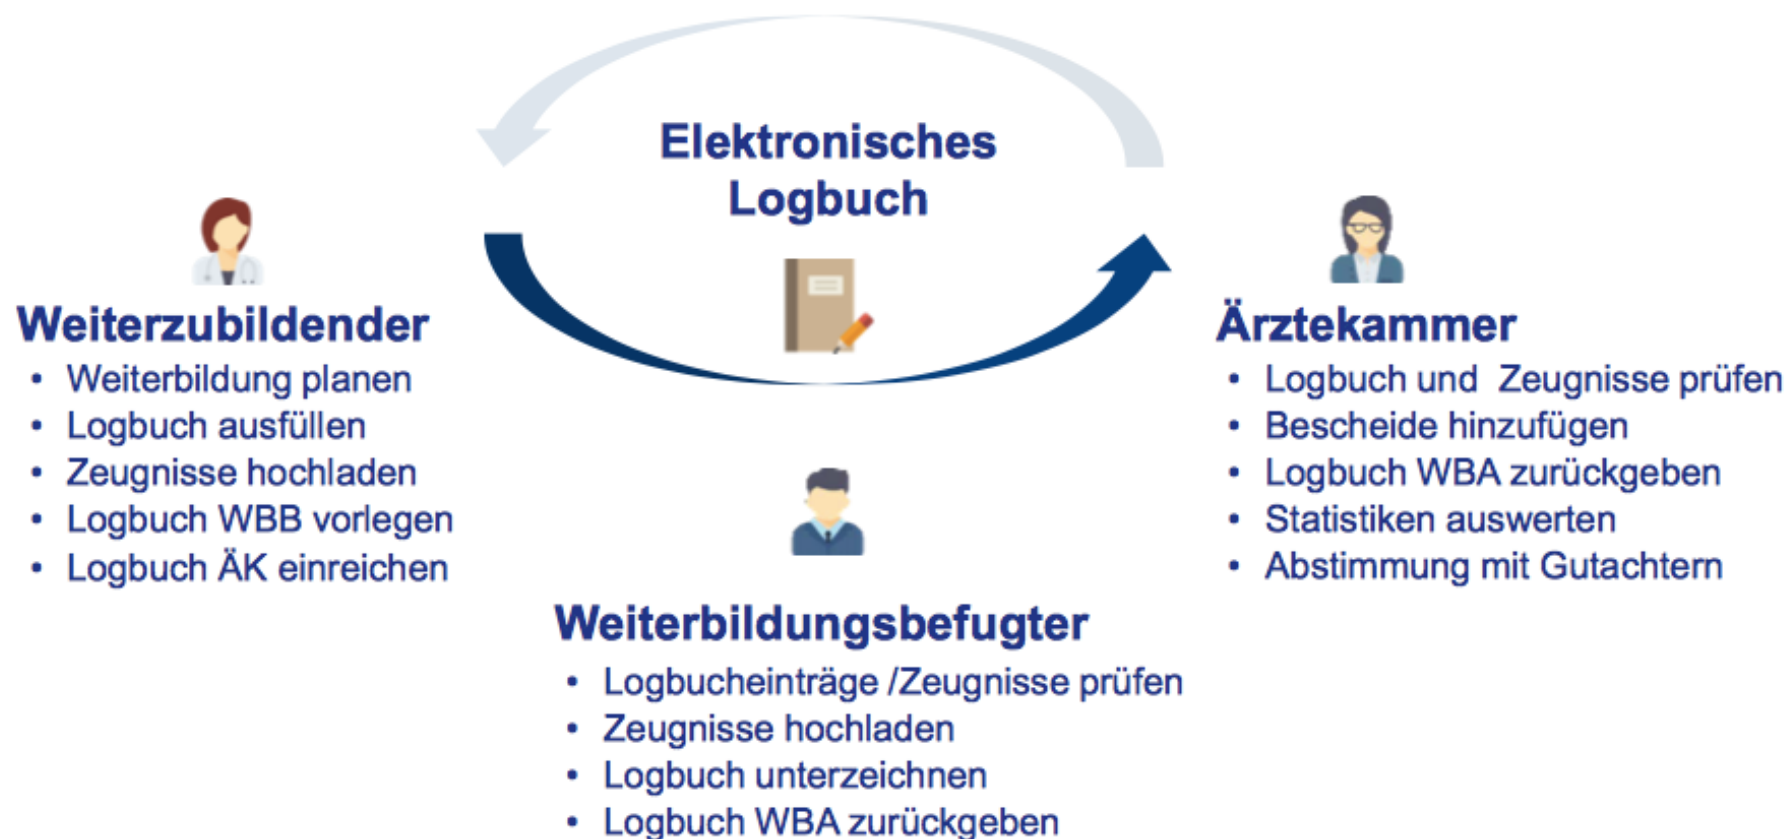 Elektronisches
Logbuch
Weiterzubildender
• Weiterbildung planen
• Logbuch ausfüllen
• Zeugnisse hochladen
• Logbuch WBB vorlegen
• Logbuch ÄK einreichen
Weiterbildungsbefugter
• Logbucheinträge /Zeugnisse prüfen
• Zeugnisse hochladen
• Logbuch unterzeichnen
• Logbuch WBA zurückgeben
Ärztekammer
• Logbuch und Zeugnisse prüfen
• Bescheide hinzufügen
• Logbuch WBA zurückgeben
• Statistiken auswerten
• Abstimmung mit Gutachtern